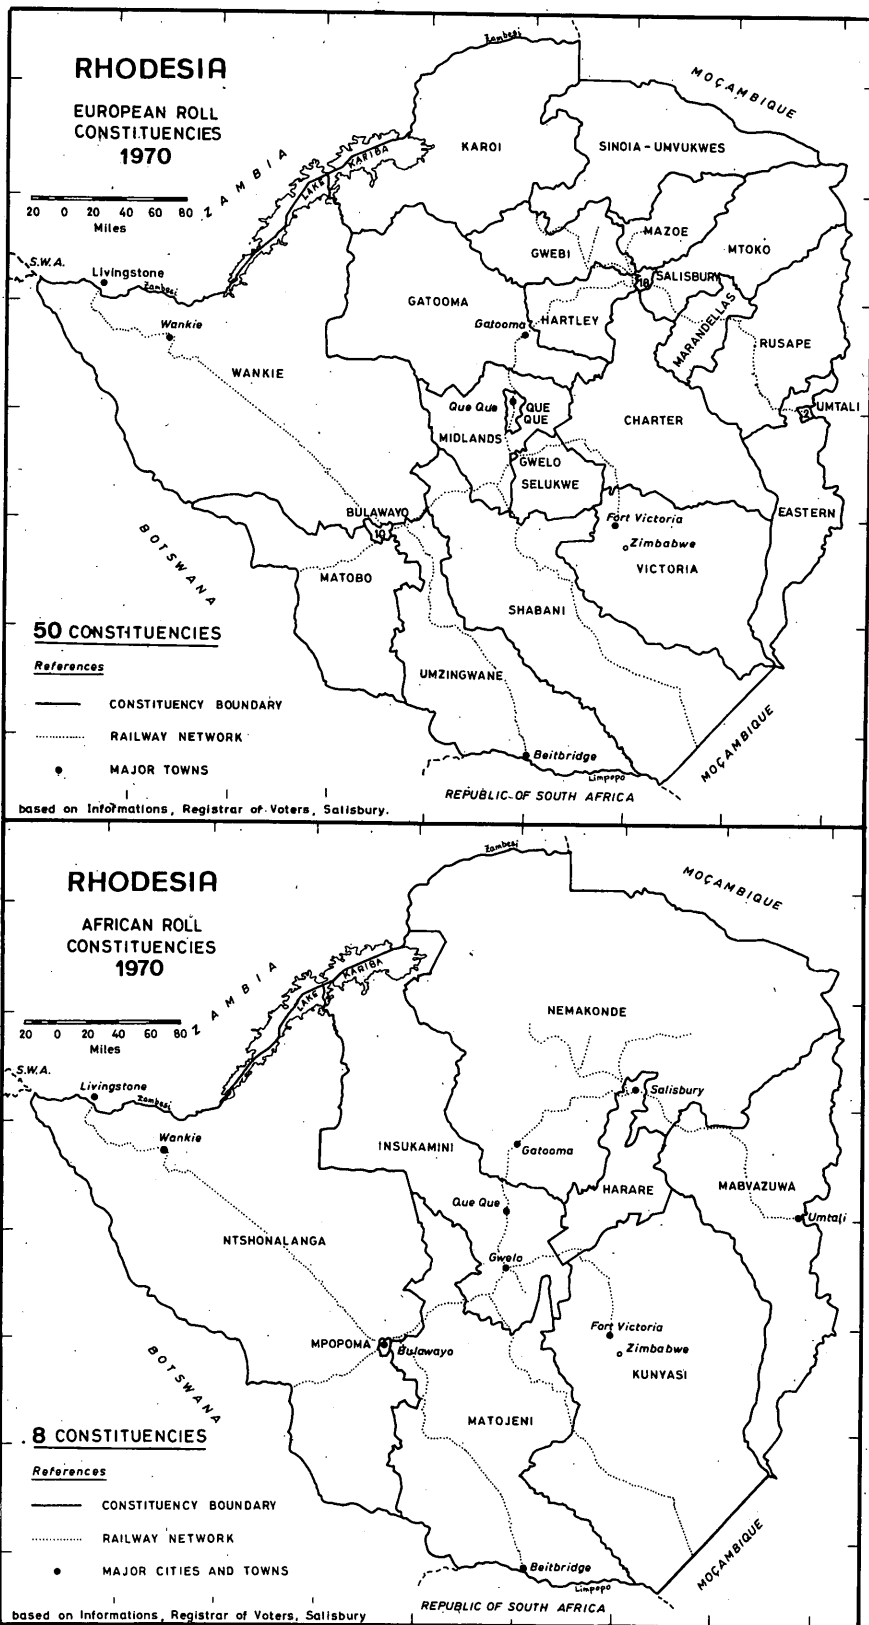 RHODESIA
EUROPEAN ROLL
CONSTITUENCIES
1970
20 0 20 40 60 80
Miles
Zambesi
MOÇAMBIQUE
ZAMBIA
LAKE KARIBA
KAROI
SINOIA - UMVUKWES
S.W.A.
Livingstone
Zambesi
GWEBI
MAZOE
MTOKO
18
SALISBURY
Wankie
GATOOMA
Gatooma
HARTLEY
MARANDELLAS
RUSAPE
WANKIE
Que Que
QUE
QUE
CHARTER
2
UMTALI
MIDLANDS
GWELO
SELUKWE
BULAWAYO
10
Fort Victoria
EASTERN
Zimbabwe
BOTSWANA
MATOBO
VICTORIA
SHABANI
50 CONSTITUENCIES
References
UMZINGWANE
CONSTITUENCY BOUNDARY
RAILWAY NETWORK
MAJOR TOWNS
Beitbridge
Limpopo
MOÇAMBIQUE
REPUBLIC OF SOUTH AFRICA
based on Informations, Registrar of Voters, Salisbury.
RHODESIA
AFRICAN ROLL
CONSTITUENCIES
1970
20 0 20 40 60 80
Miles
Zambesi
MOÇAMBIQUE
ZAMBIA
LAKE KARIBA
NEMAKONDE
S.W.A.
Livingstone
Zambesi
Salisbury
Wankie
INSUKAMINI
Gatooma
HARARE
MABVAZUWA
Que Que
Umtali
NTSHONALANGA
Gwelo
MPOPOMA
Bulawayo
Fort Victoria
Zimbabwe
KUNYASI
BOTSWANA
MATOJENI
8 CONSTITUENCIES
References
CONSTITUENCY BOUNDARY
RAILWAY NETWORK
MAJOR CITIES AND TOWNS
Beitbridge
Limpopo
MOÇAMBIQUE
REPUBLIC OF SOUTH AFRICA
based on Informations, Registrar of Voters, Salisbury